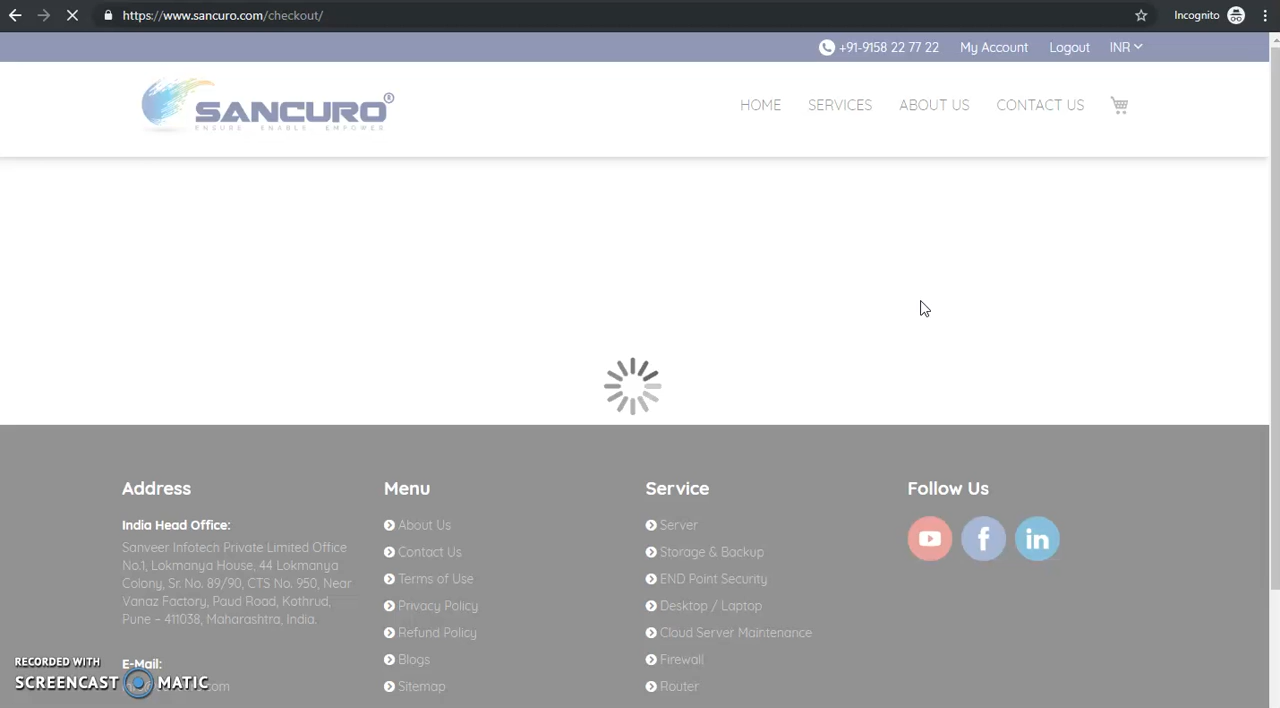 https://www.sancuro.com/checkout/
Incognito
+91-9158 22 77 22
My Account
Logout
INR
SANCURO®
ENSURE ENABLE EMPOWER
HOME
SERVICES
ABOUT US
CONTACT US
Address
India Head Office:
Sanveer Infotech Private Limited Office
No.1, Lokmanya House, 44 Lokmanya
Colony, Sr. No. 89/90, CTS No. 950, Near
Vanaz Factory, Paud Road, Kothrud,
Pune – 411038, Maharashtra, India.
E-Mail:
Menu
About Us
Contact Us
Terms of Use
Privacy Policy
Refund Policy
Blogs
Sitemap
Service
Server
Storage & Backup
END Point Security
Desktop / Laptop
Cloud Server Maintenance
Firewall
Router
Follow Us
f
in
RECORDED WITH
SCREENCAST MATIC